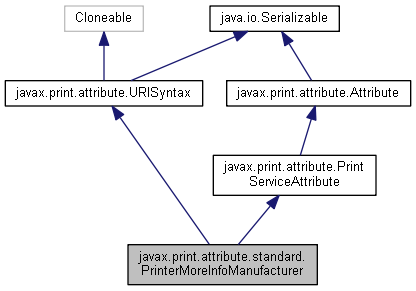 Cloneable
java.io.Serializable
javax.print.attribute.URISyntax
javax.print.attribute.Attribute
javax.print.attribute.Print
ServiceAttribute
javax.print.attribute.standard.
PrinterMoreInfoManufacturer